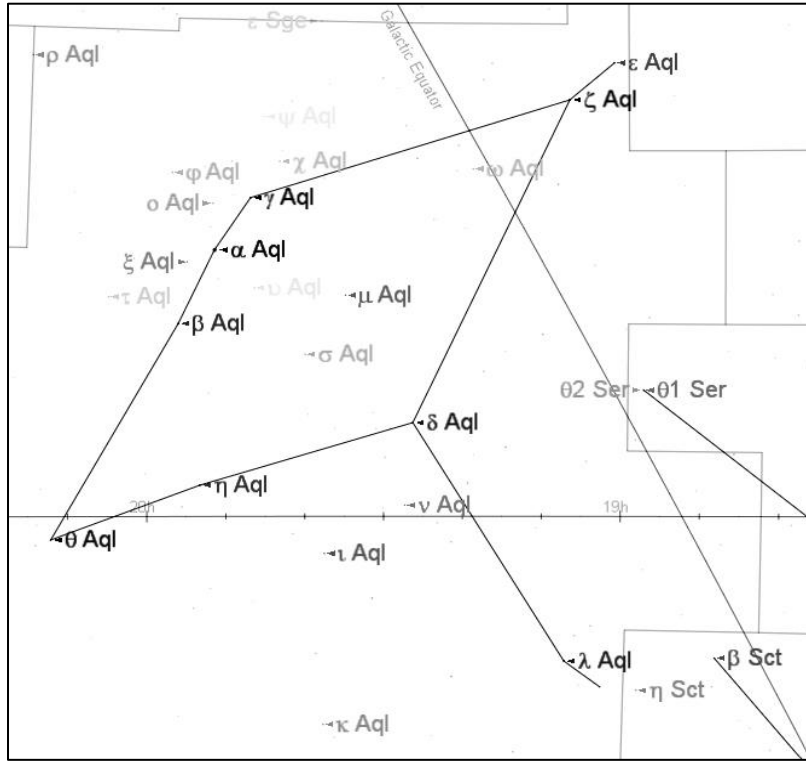 ε Sge
ρ Aql
Galactic Equator
ε Aql
ζ Aql
ψ Aql
χ Aql
φ Aql
ω Aql
ο Aql
γ Aql
α Aql
ξ Aql
τ Aql
υ Aql
μ Aql
β Aql
σ Aql
θ2 Ser
θ1 Ser
δ Aql
η Aql
20h
ν Aql
19h
θ Aql
ι Aql
λ Aql
β Sct
η Sct
κ Aql